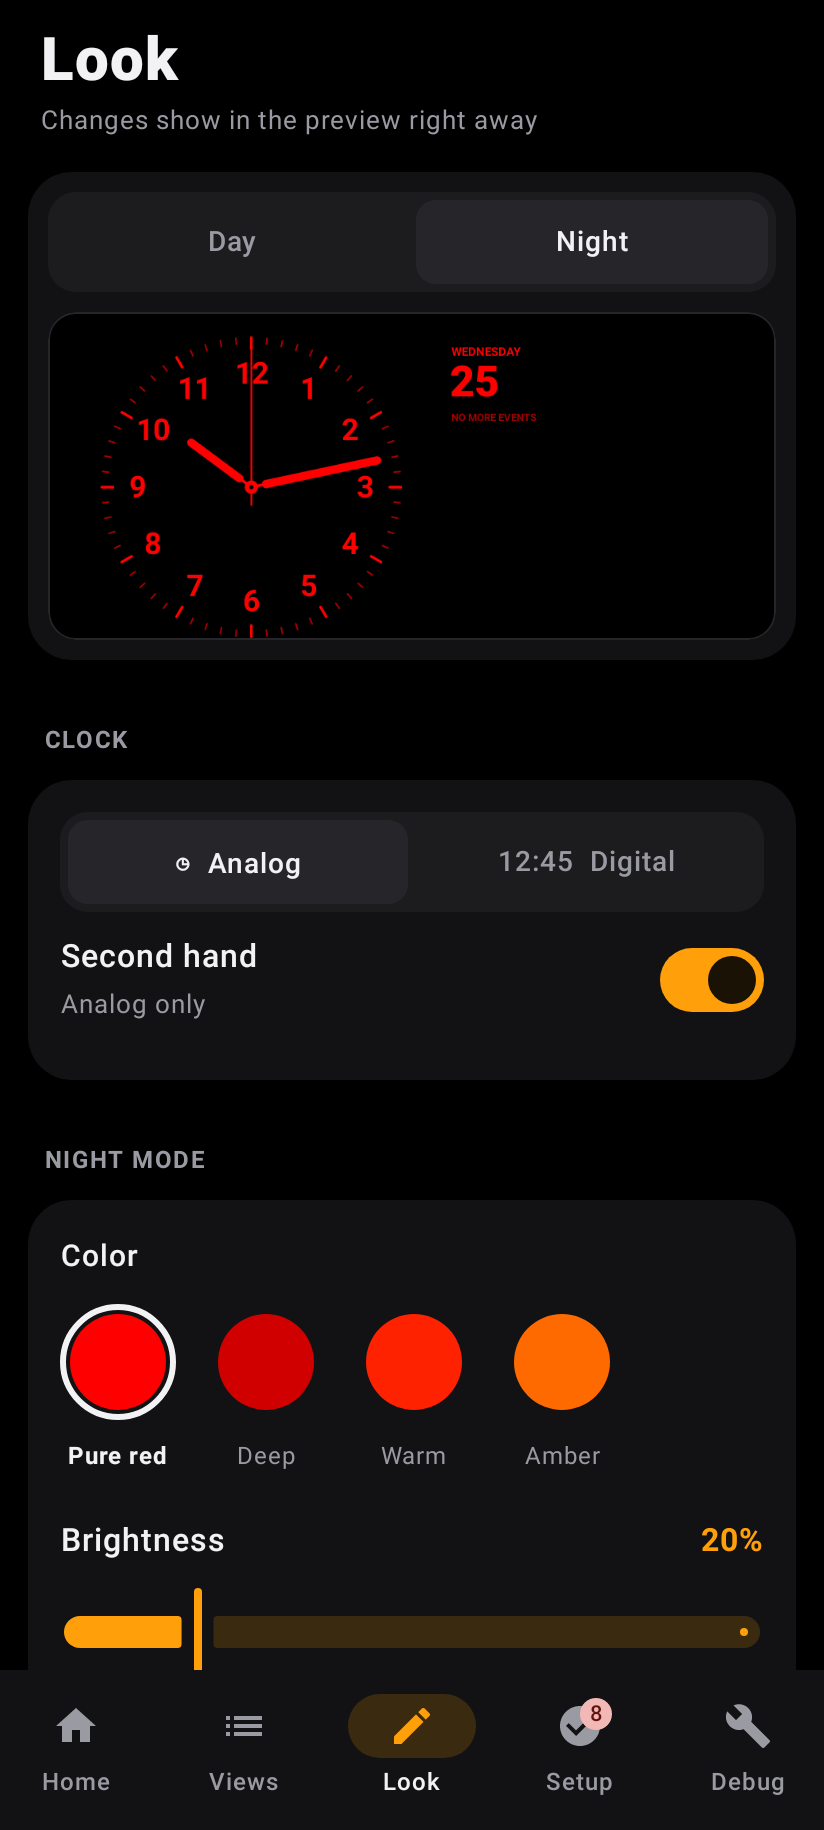 Look
Changes show in the preview right away
Day
Night
12
1
2
3
4
5
6
7
8
9
10
11
WEDNESDAY
25
NO MORE EVENTS
CLOCK
Analog
12:45 Digital
Second hand
Analog only
NIGHT MODE
Color
Pure red
Deep
Warm
Amber
Brightness
20%
8
Home
Views
Look
Setup
Debug